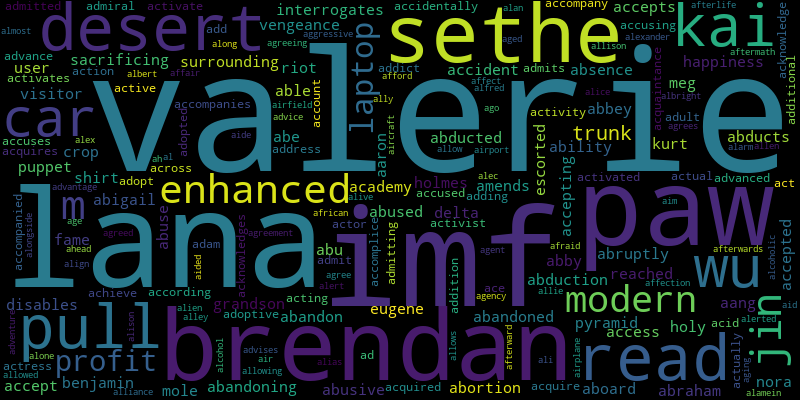 admitted admiral activate
desert
interrogates accidentally alan accompany afterlife
vengeance aggressive accepts
almost along add agreeing sethe aged accusing allison alexander kai acknowledge
advance sacrificing surrounding riot laptop addict accident admits absence aftermath happiness
user action albert affair
activates active able account afford affect alfred alice acquaintance meg albright additional
visitor accompanies airfield ally ago activity abbey adult abducts
car valerie
accuses alex adopted aide advice abe aaron aircraft abducted trunk kurt agrees alarm allen
acquires crop ah al address allow airport ability
puppet across alec escorted activated actual advanced act
advantage shirt adopt enhanced academy holmes amends accepting
accompanied alongside age m abigail abuse african alive abused accused adding aim paw
lana imf
fame agreed acknowledges agreement actor delta activist afraid abruptly afterwards alcoholic accepted
ahead adam abu accomplice admitting agent abby reached wu
align aided admit addition abduction affection aang
disables achieve according agree alert ace agency allie modern alerted aid
alien grandson acting eugene abandoned access holy acid
adventure pull alley adoptive abandon afterward pyramid jin
alone alison alcohol brendan allows airplane read actually
actress profit advises air ad ali
allowed allowing alias nora aging
accept benjamin abandoning abusive acquired abortion acquire aboard abraham
alliance mole alamein